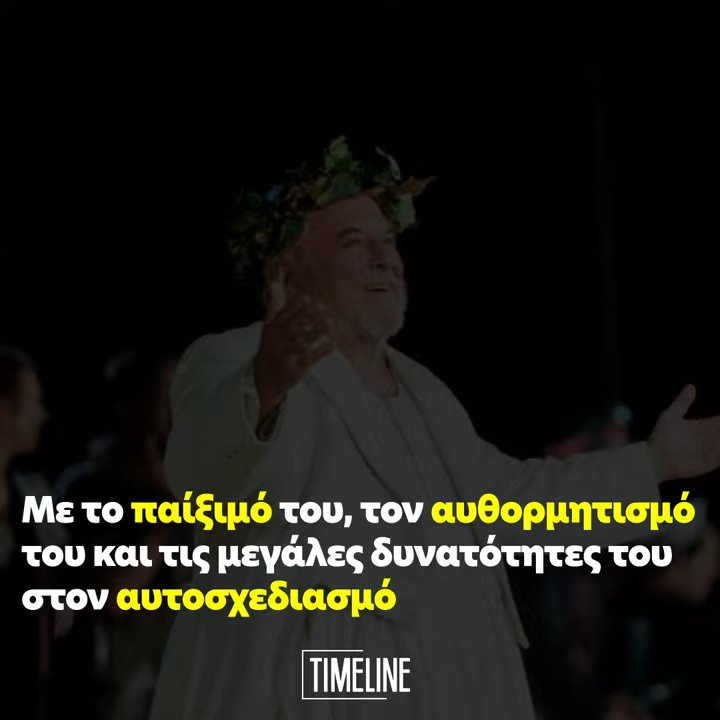 Με το παίξιμό του, τον αυθορμητισμό
του και τις μεγάλες δυνατότητες του
στον αυτοσχεδιασμό
TIMELINE